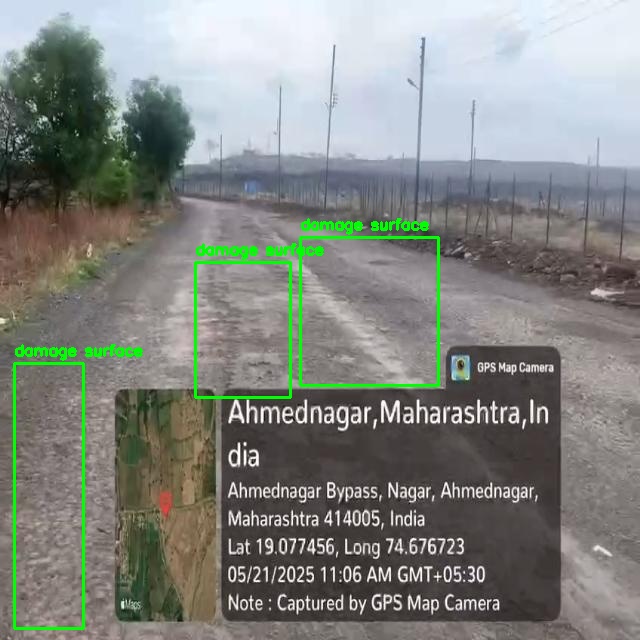 damage surface
damage surface
damage surface
GPS Map Camera
Ahmednagar,Maharashtra,In
dia
Ahmednagar Bypass, Nagar, Ahmednagar,
Maharashtra 414005, India
Lat 19.077456, Long 74.676723
05/21/2025 11:06 AM GMT+05:30
Note : Captured by GPS Map Camera
Maps